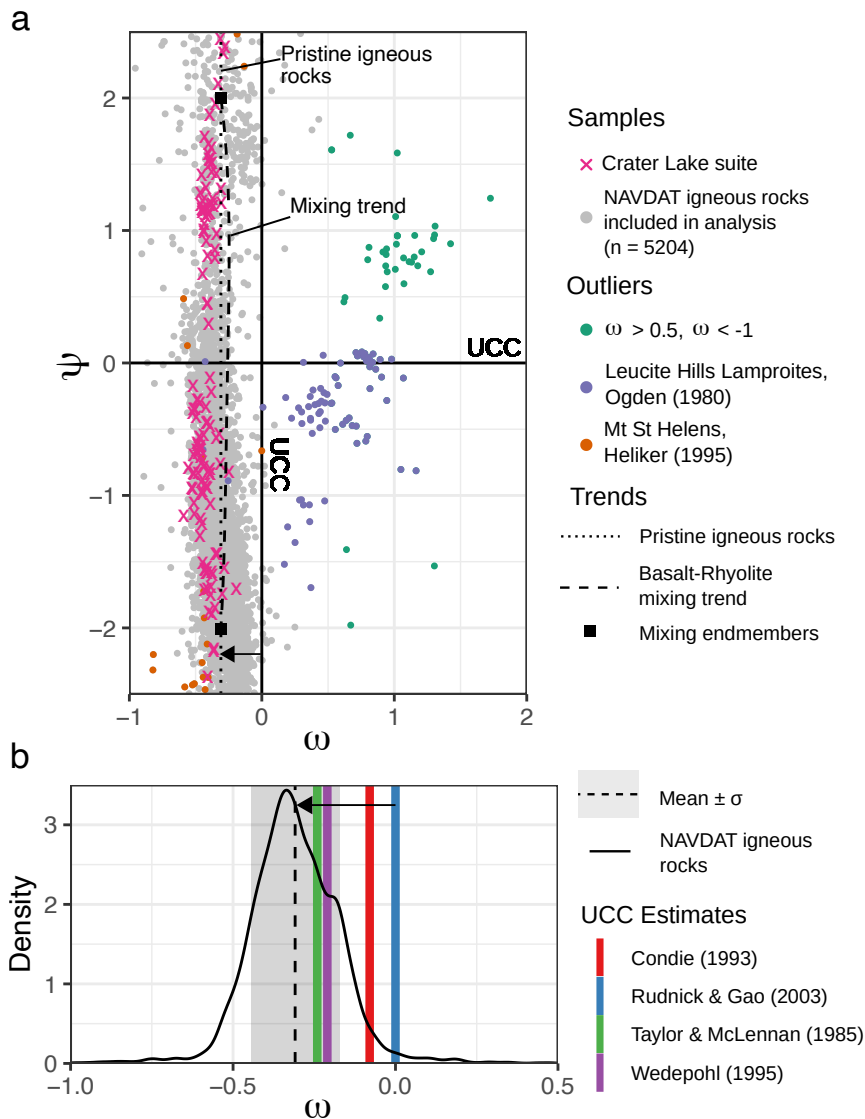 a
Pristine igneous
rocks
Mixing trend
UCC
UCC
2
1
0
−1
−2
ψ
−1
0
1
2
ω
Samples
Crater Lake suite
NAVDAT igneous rocks
included in analysis
(n = 5204)
Outliers
ω > 0.5, ω < -1
Leucite Hills Lamproites,
Ogden (1980)
Mt St Helens,
Heliker (1995)
Trends
Pristine igneous rocks
Basalt-Rhyolite
mixing trend
Mixing endmembers
b
3
2
1
0
Density
−1.0
−0.5
0.0
0.5
ω
Mean ± σ
NAVDAT igneous
rocks
UCC Estimates
Condie (1993)
Rudnick & Gao (2003)
Taylor & McLennan (1985)
Wedepohl (1995)